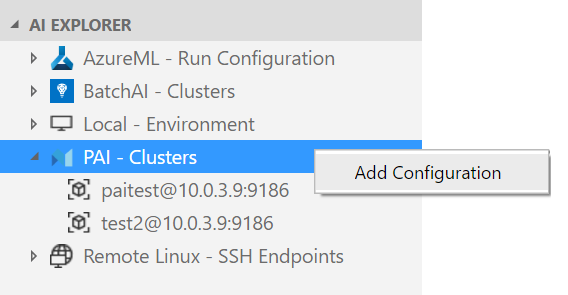 AI EXPLORER
AzureML - Run Configuration
BatchAI - Clusters
Local - Environment
PAI - Clusters
Add Configuration
paitest@10.0.3.9:9186
test2@10.0.3.9:9186
Remote Linux - SSH Endpoints